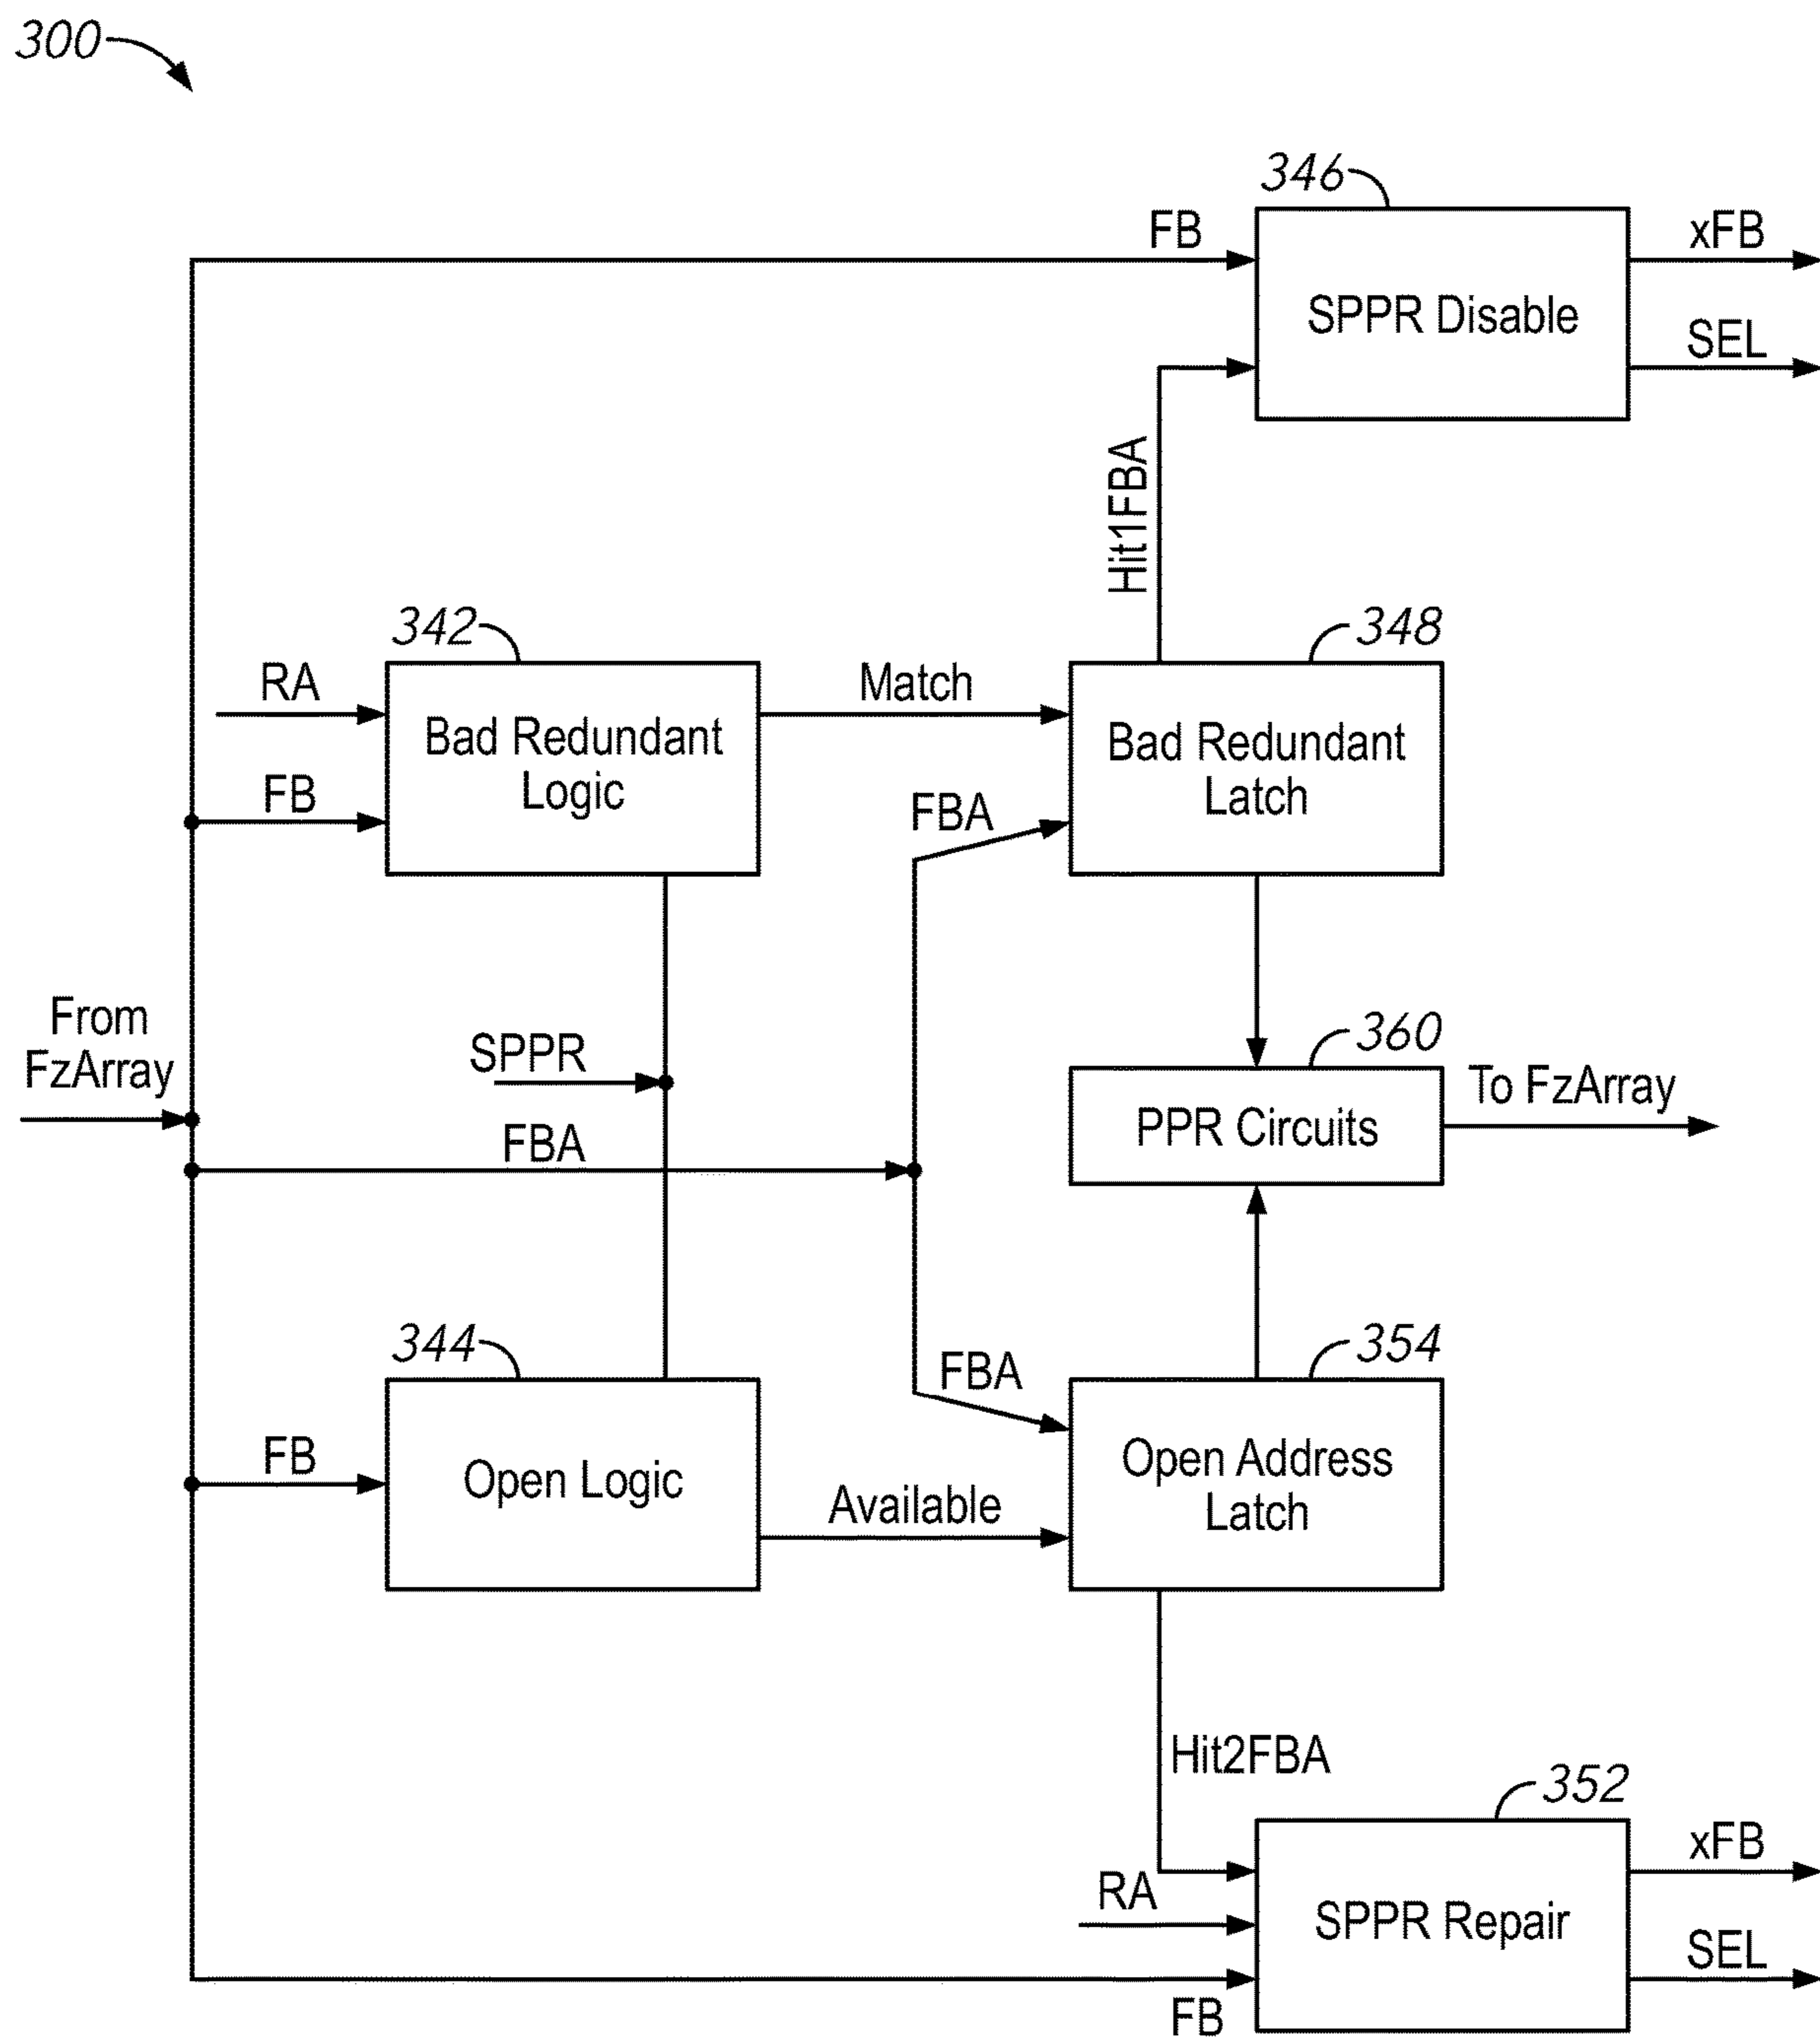 300
346
FB
xFB
SPPR Disable
SEL
Hit1FBA
342
348
RA
Match
Bad Redundant
Logic
Bad Redundant
Latch
FB
FBA
From
FzArray
SPPR
360
To FzArray
PPR Circuits
FBA
344
354
FBA
FB
Open Logic
Open Address
Latch
Available
Hit2FBA
352
xFB
RA
SPPR Repair
SEL
FB